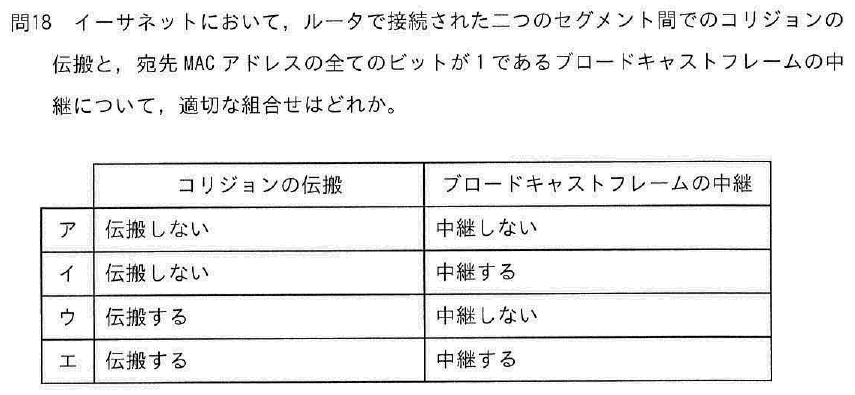 問18 イーサネットにおいて，ルータで接続された二つのセグメント間でのコリジョンの
伝搬と，宛先 MAC アドレスの全てのビットが 1 であるブロードキャストフレームの中
継について，適切な組合せはどれか。
コリジョンの伝搬 ブロードキャストフレームの中継
ア 伝搬しない 中継しない
イ 伝搬しない 中継する
ウ 伝搬する 中継しない
エ 伝搬する 中継する